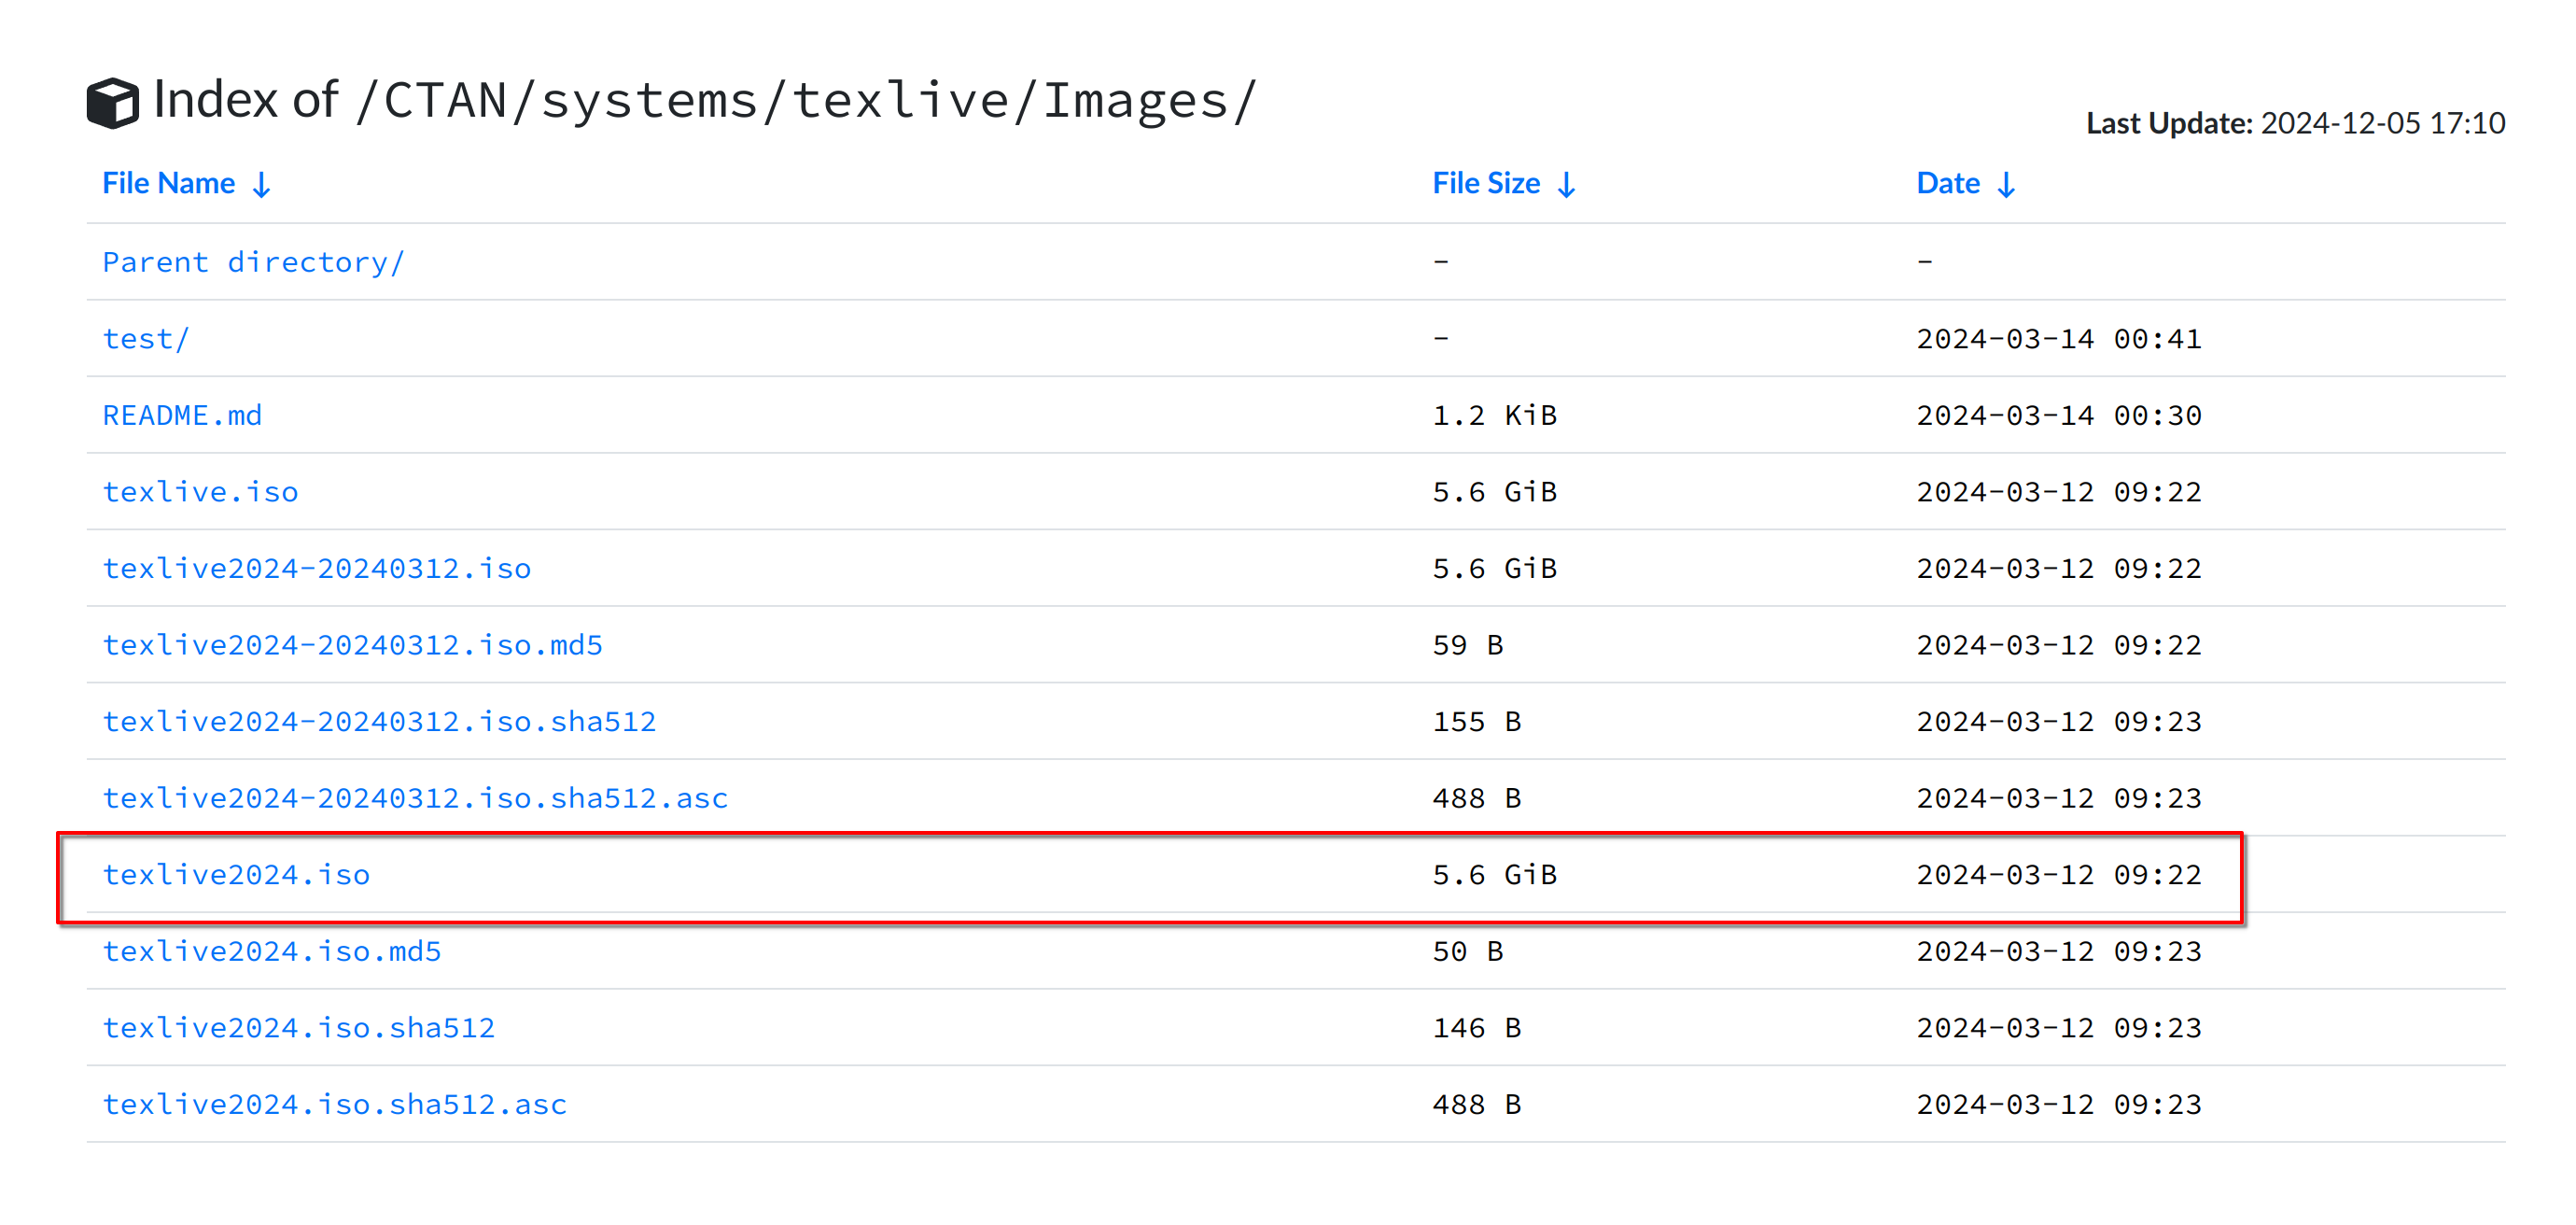 Index of /CTAN/systems/texlive/Images/
Last Update: 2024-12-05 17:10
File Name ↓ File Size ↓ Date ↓
Parent directory/ - -
test/ - 2024-03-14 00:41
README.md 1.2 KiB 2024-03-14 00:30
texlive.iso 5.6 GiB 2024-03-12 09:22
texlive2024-20240312.iso 5.6 GiB 2024-03-12 09:22
texlive2024-20240312.iso.md5 59 B 2024-03-12 09:22
texlive2024-20240312.iso.sha512 155 B 2024-03-12 09:23
texlive2024-20240312.iso.sha512.asc 488 B 2024-03-12 09:23
texlive2024.iso 5.6 GiB 2024-03-12 09:22
texlive2024.iso.md5 50 B 2024-03-12 09:23
texlive2024.iso.sha512 146 B 2024-03-12 09:23
texlive2024.iso.sha512.asc 488 B 2024-03-12 09:23